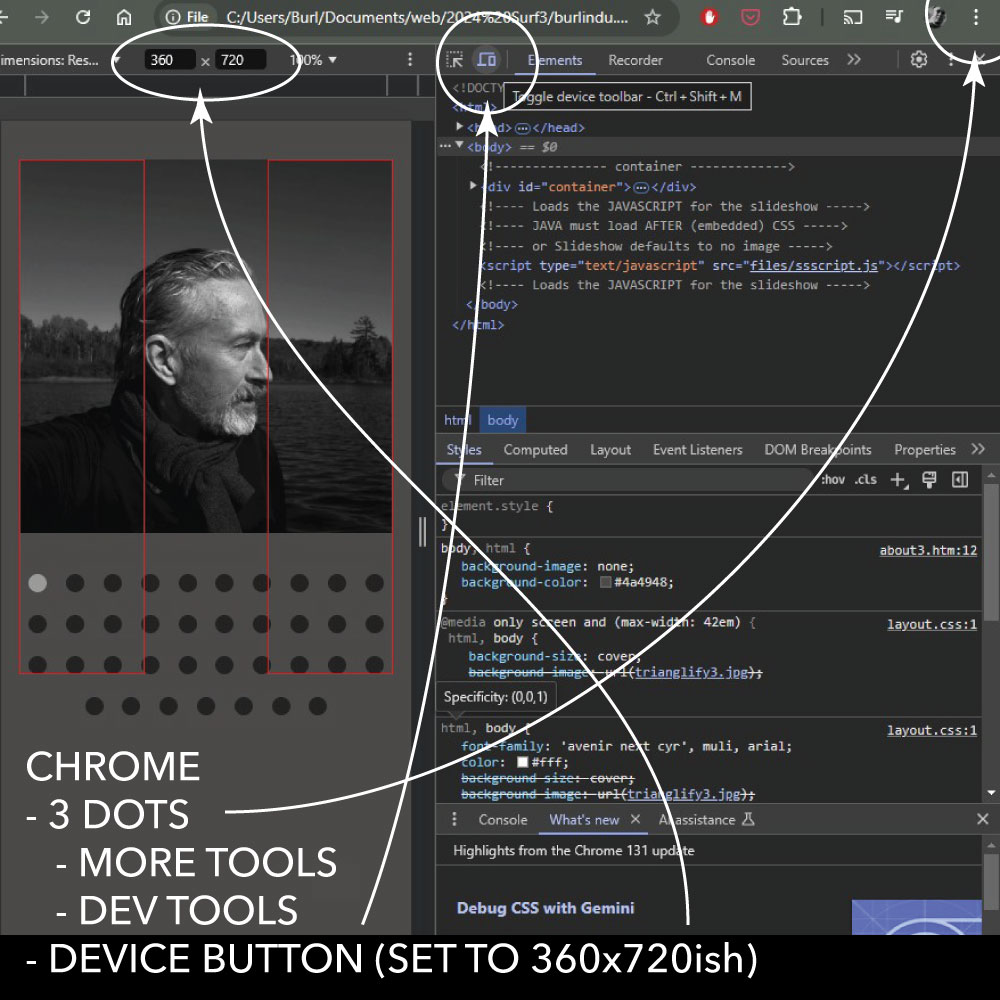 File C:/Users/Burl/Documents/web/2024%20Surf3/burlindu....
imensions: Res... 360 × 720 100%
Elements Recorder Console Sources
<!DOCTY
Toggle device toolbar - Ctrl + Shift + M
<html>
<head> </head>
<body> == $0
<!--------------- container ------------->
<div id="container"> </div>
<!---- Loads the JAVASCRIPT for the slideshow ----->
<!---- JAVA must load AFTER (embedded) CSS ----->
<!---- or Slideshow defaults to no image ----->
<script type="text/javascript" src="files/ssscript.js"></script>
<!---- Loads the JAVASCRIPT for the slideshow ----->
</body>
</html>
html body
Styles Computed Layout Event Listeners DOM Breakpoints Properties
Filter :hov .cls
element.style {
}
body, html { about3.htm:12
background-image: none;
background-color: #4a4948;
}
@media only screen and (max-width: 42em) { layout.css:1
html, body {
background-size: cover;
background-image: url(trianglify3.jpg);
Specificity: (0,0,1)
html, body { layout.css:1
font-family: 'avenir next cyr', muli, arial;
color: #fff;
background-size: cover;
background-image: url(trianglify3.jpg);
Console What's new AI assistance
Highlights from the Chrome 131 update
Debug CSS with Gemini
CHROME
- 3 DOTS
- MORE TOOLS
- DEV TOOLS
- DEVICE BUTTON (SET TO 360x720ish)